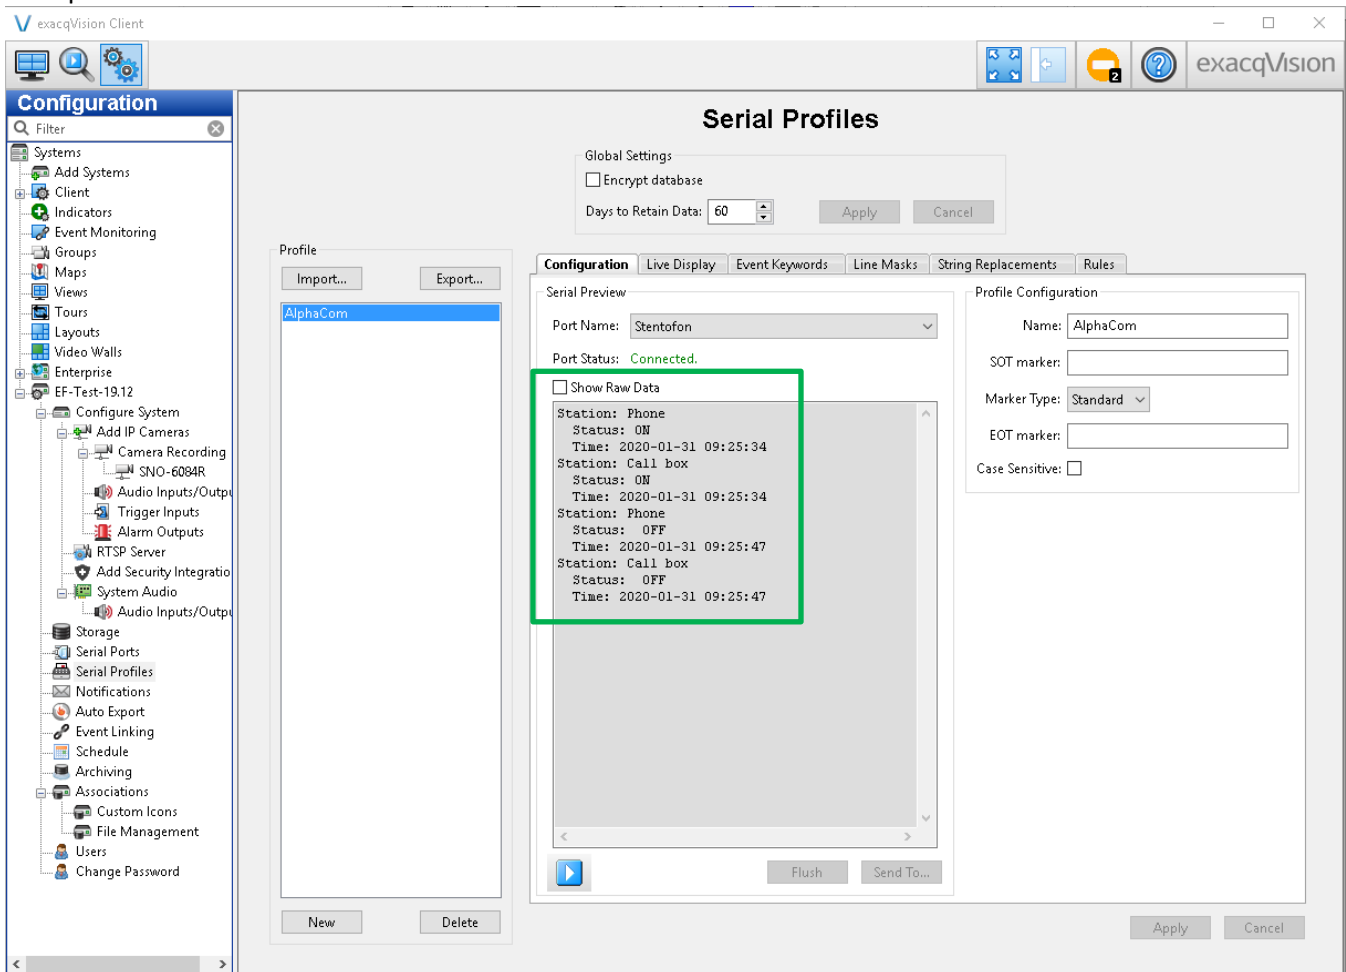 exacqVision Client
2
exacqVision
Configuration
Filter
Systems
Add Systems
Client
Indicators
Event Monitoring
Groups
Maps
Views
Tours
Layouts
Video Walls
Enterprise
EF-Test-19.12
Configure System
Add IP Cameras
Camera Recording
SNO-6084R
Audio Inputs/Outpu
Trigger Inputs
Alarm Outputs
RTSP Server
Add Security Integratio
System Audio
Audio Inputs/Outpu
Storage
Serial Ports
Serial Profiles
Notifications
Auto Export
Event Linking
Schedule
Archiving
Associations
Custom Icons
File Management
Users
Change Password
Serial Profiles
Global Settings
Encrypt database
Days to Retain Data: 60 Apply Cancel
Profile
Import... Export...
AlphaCom
New Delete
Configuration Live Display Event Keywords Line Masks String Replacements Rules
Serial Preview
Port Name: Stentofon
Port Status: Connected.
Show Raw Data
Station: Phone
Status: ON
Time: 2020-01-31 09:25:34
Station: Call box
Status: ON
Time: 2020-01-31 09:25:34
Station: Phone
Status: OFF
Time: 2020-01-31 09:25:47
Station: Call box
Status: OFF
Time: 2020-01-31 09:25:47
Flush Send To...
Profile Configuration
Name: AlphaCom
SOT marker:
Marker Type: Standard
EOT marker:
Case Sensitive:
Apply Cancel